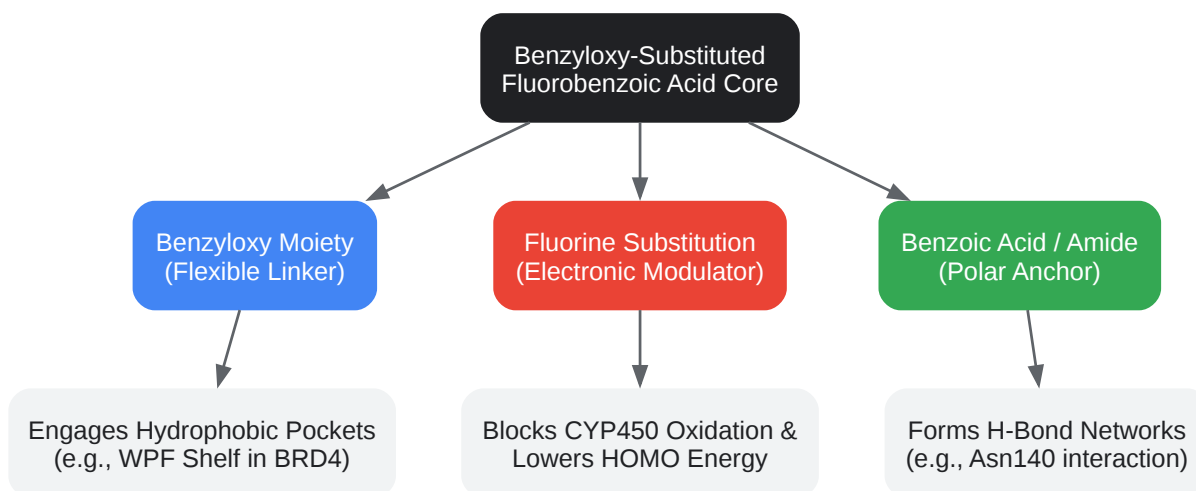 Benzyloxy-Substituted
Fluorobenzoic Acid Core
Benzyloxy Moiety
(Flexible Linker)
Fluorine Substitution
(Electronic Modulator)
Benzoic Acid / Amide
(Polar Anchor)
Engages Hydrophobic Pockets
(e.g., WPF Shelf in BRD4)
Blocks CYP450 Oxidation &
Lowers HOMO Energy
Forms H-Bond Networks
(e.g., Asn140 interaction)